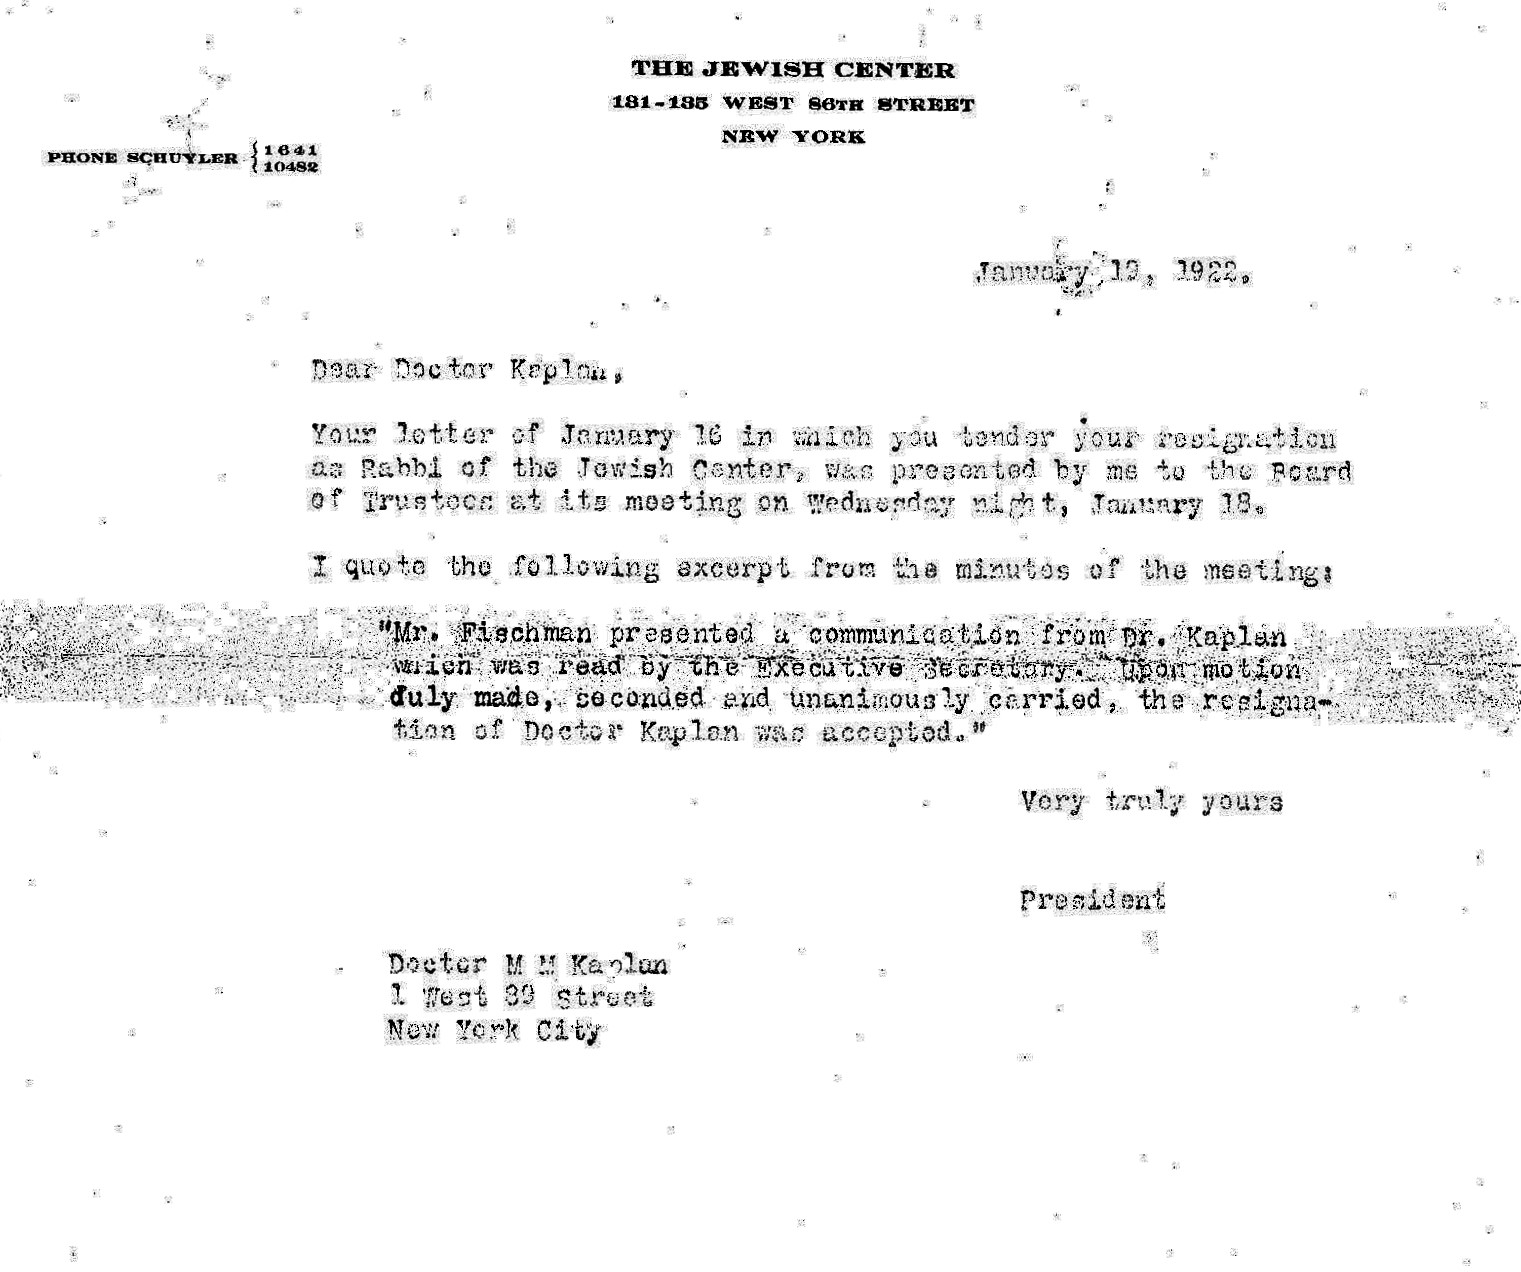 THE JEWISH CENTER
131-135 WEST 86TH STREET
NEW YORK
PHONE SCHUYLER { 1641
10482
January 19, 1922.
Dear Doctor Kaplan,
Your letter of January 16 in which you tender your resignation
as Rabbi of the Jewish Center, was presented by me to the Board
of Trustees at its meeting on Wednesday night, January 18.
I quote the following excerpt from the minutes of the meeting:
"Mr. Fischman presented a communication from Dr. Kaplan
which was read by the Executive Secretary. Upon motion
duly made, seconded and unanimously carried, the resigna-
tion of Doctor Kaplan was accepted."
Very truly yours
President
Doctor M M Kaplan
1 West 89 Street
New York City